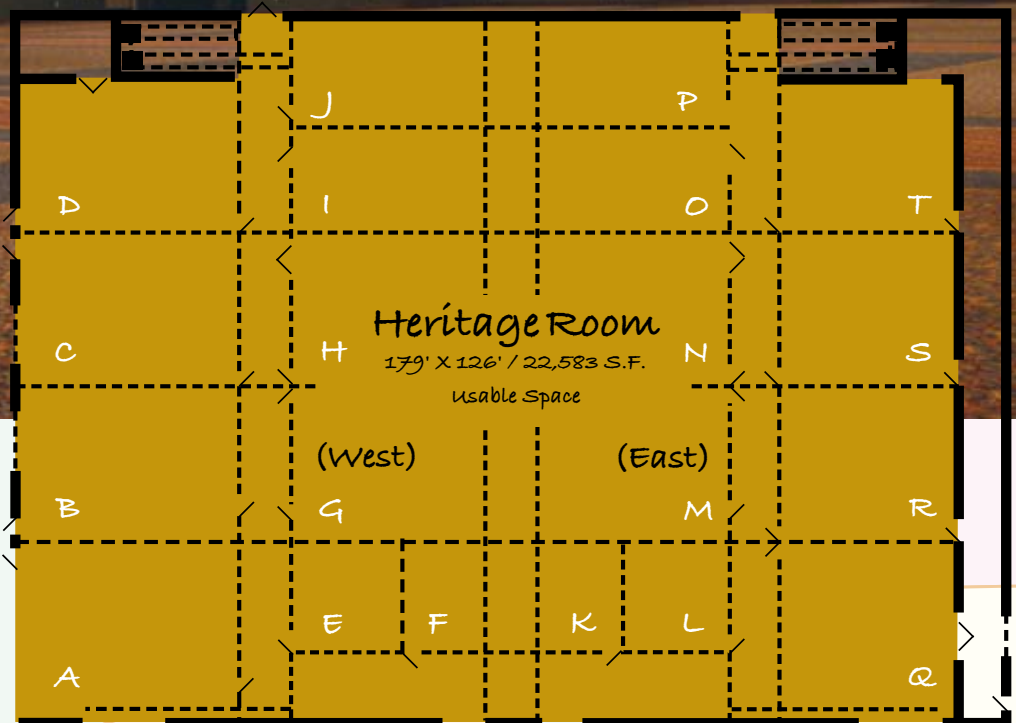 J P
D I O T
Heritage Room
C H N S
179' X 126' / 22,583 S.F.
Usable Space
(West) (East)
B G M R
E F K L
A Q